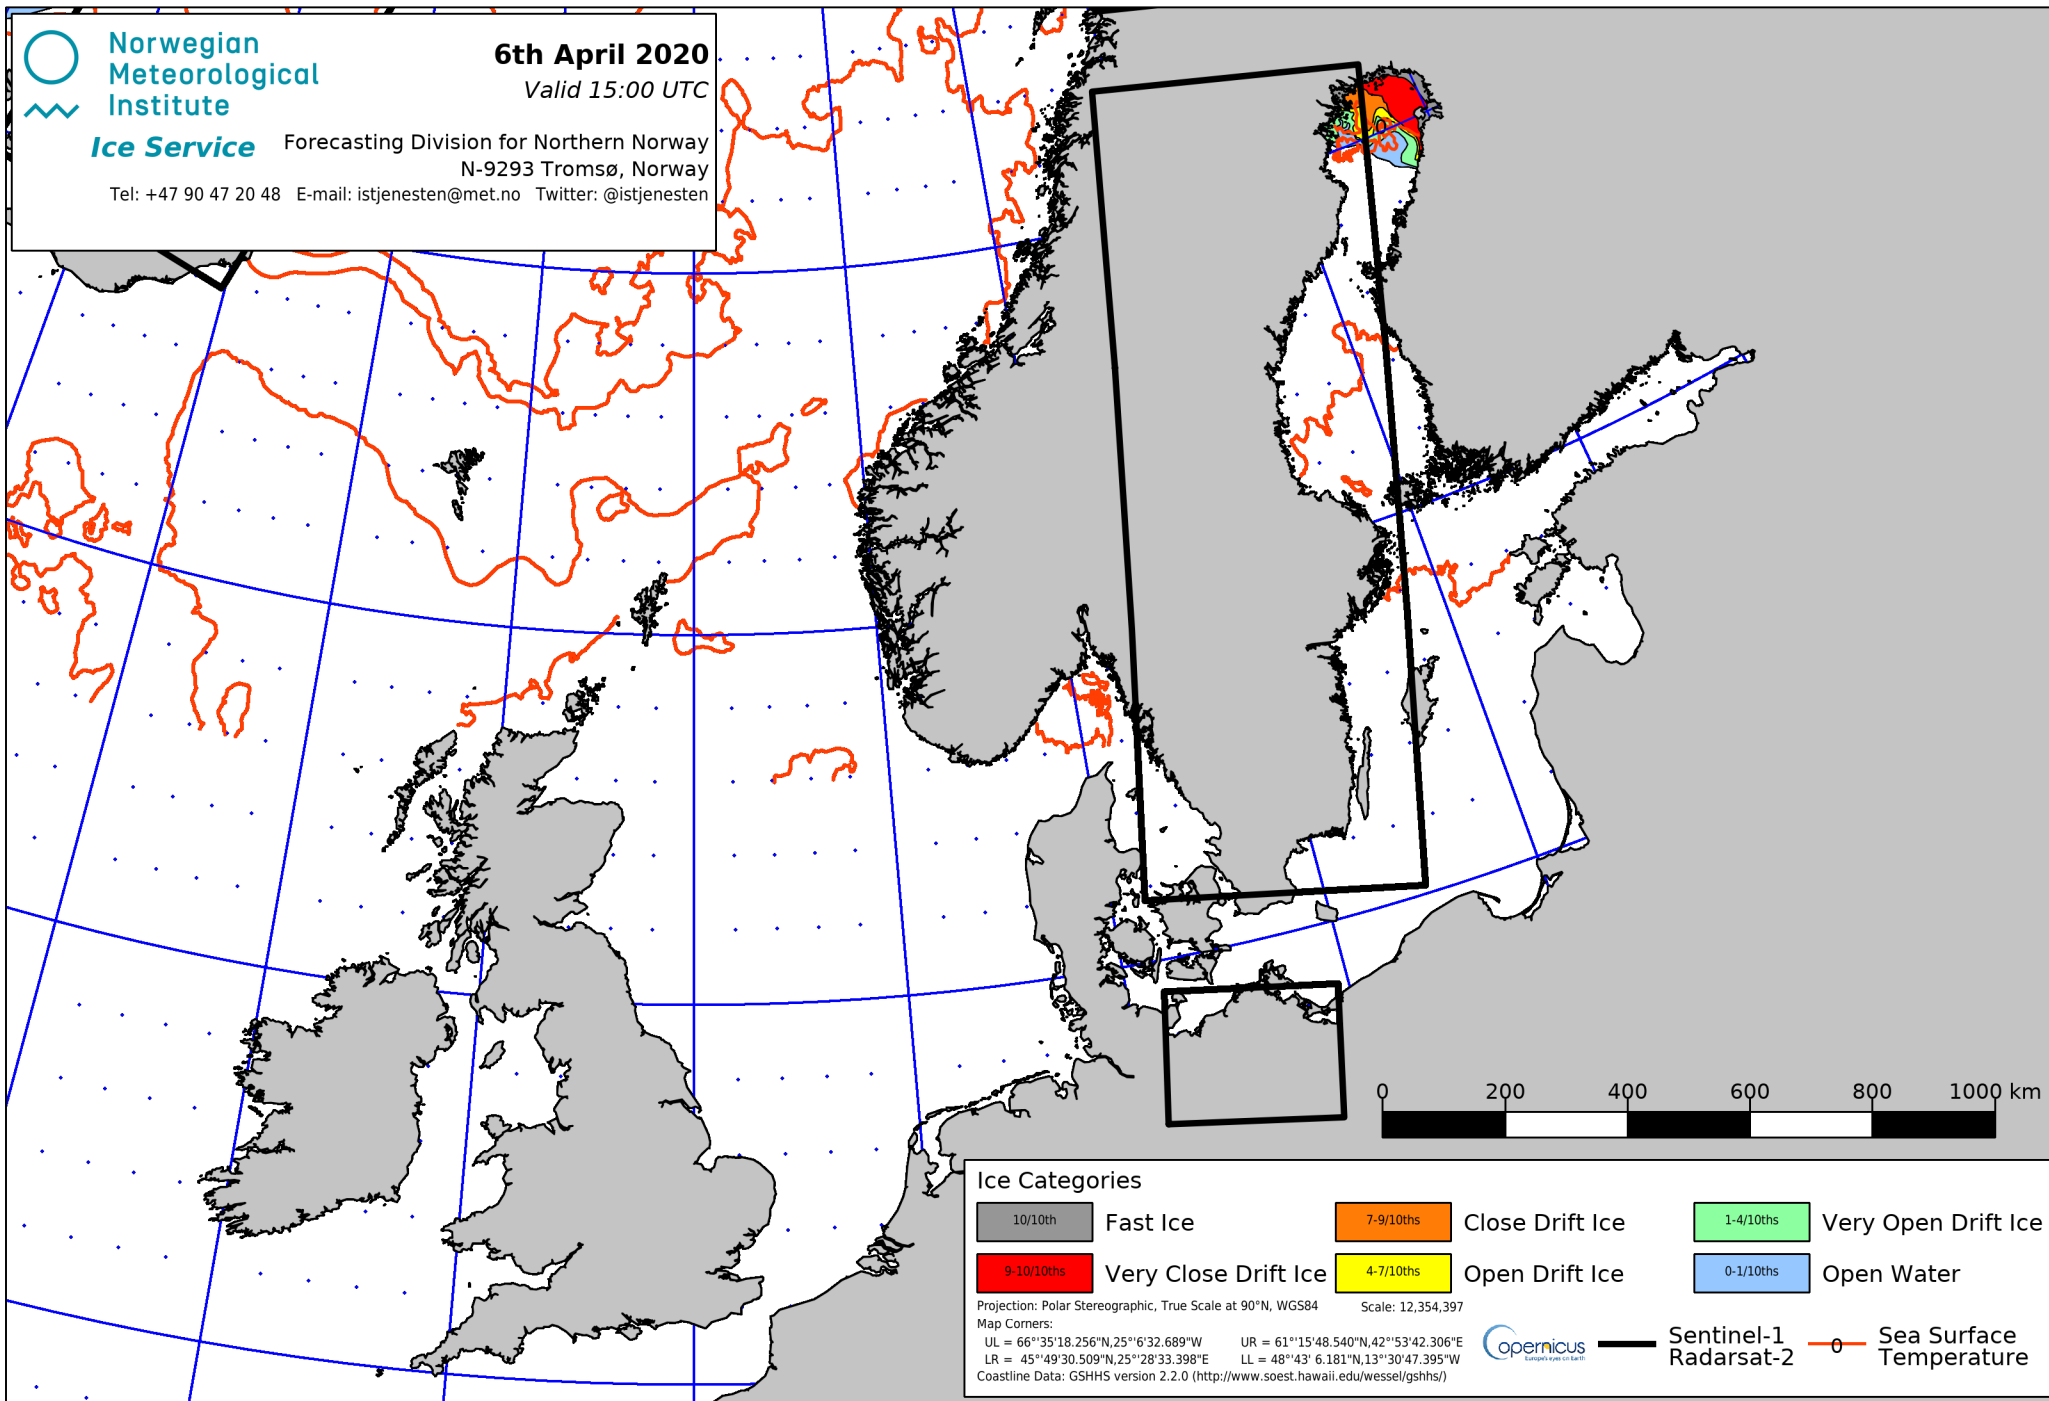 Norwegian
Meteorological
Institute
Ice Service
6th April 2020
Valid 15:00 UTC
Forecasting Division for Northern Norway
N-9293 Tromsø, Norway
Tel: +47 90 47 20 48 E-mail: istjenesten@met.no Twitter: @istjenesten
0
0 200 400 600 800 1000 km
Ice Categories
10/10th Fast Ice
7-9/10ths Close Drift Ice
1-4/10ths Very Open Drift Ice
9-10/10ths Very Close Drift Ice
4-7/10ths Open Drift Ice
0-1/10ths Open Water
Projection: Polar Stereographic, True Scale at 90°N, WGS84 Scale: 12,354,397
Map Corners:
UL = 66°'35'18.256"N,25°'6'32.689"W UR = 61°'15'48.540"N,42°'53'42.306"E
LR = 45°'49'30.509"N,25°'28'33.398"E LL = 48°'43' 6.181"N,13°'30'47.395"W
Coastline Data: GSHHS version 2.2.0 (http://www.soest.hawaii.edu/wessel/gshhs/)
opernicus
Europe's eyes on Earth
Sentinel-1
Radarsat-2
0
Sea Surface
Temperature